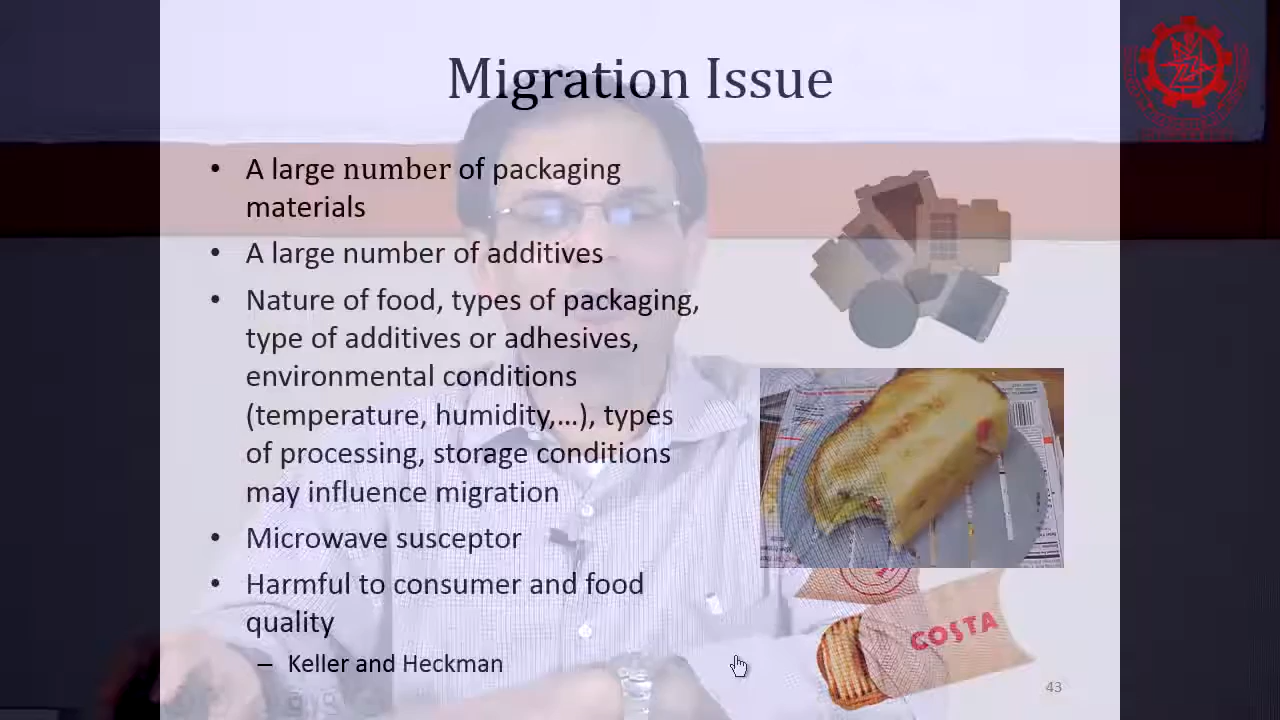 Migration Issue
• A large number of packaging
materials
• A large number of additives
• Nature of food, types of packaging,
type of additives or adhesives,
environmental conditions
(temperature, humidity,...), types
of processing, storage conditions
may influence migration
• Microwave susceptor
• Harmful to consumer and food
quality
– Keller and Heckman
COSTA
43